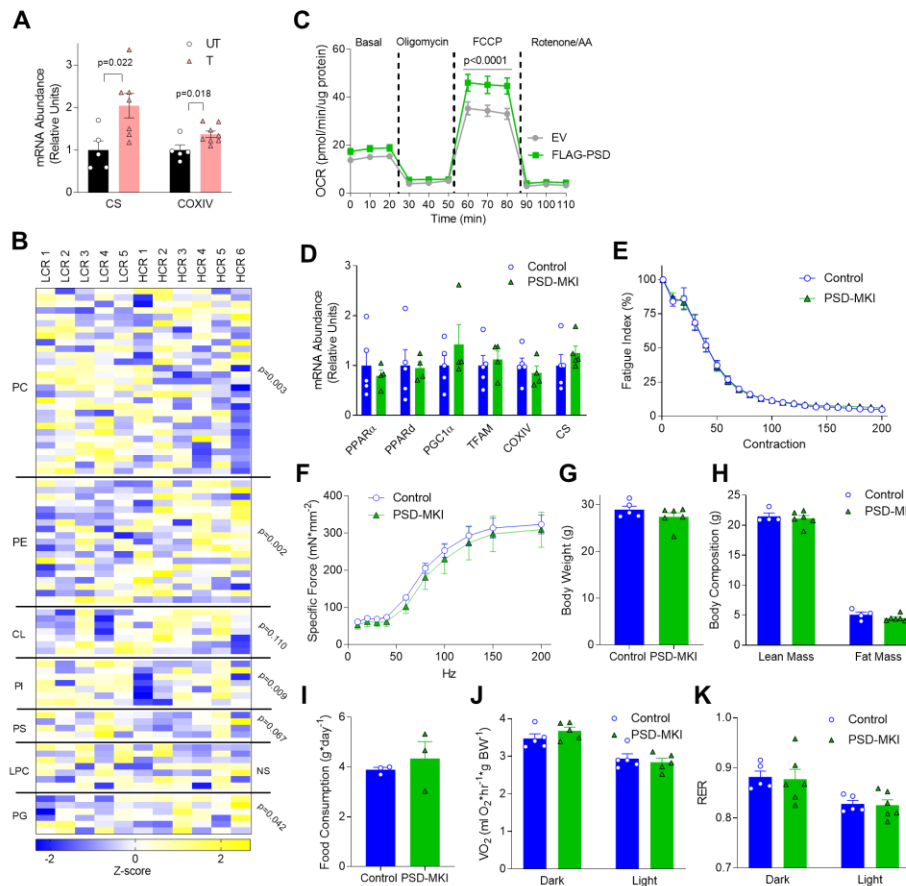 A
UT
T
p=0.022
p=0.018
mRNA Abundance
(Relative Units)
3
2
1
0
CS
COXIV
B
LCR 1
LCR 2
LCR 3
LCR 4
LCR 5
HCR 1
HCR 2
HCR 3
HCR 4
HCR 5
HCR 6
PC
p=0.003
PE
p=0.002
CL
p=0.110
PI
p=0.009
PS
p=0.067
LPC
NS
PG
p=0.042
-2 0 2
Z-score
C
Basal
Oligomycin
FCCP
Rotenone/AA
p<0.0001
OCR (pmol/min/ug protein)
60
40
20
0
EV
FLAG-PSD
0 10 20 30 40 50 60 70 80 90 100 110
Time (min)
D
Control
PSD-MKI
mRNA Abundance
(Relative Units)
3
2
1
0
PPARα
PPARd
PGC1α
TFAM
COXIV
CS
E
Control
PSD-MKI
Fatigue Index (%)
100
75
50
25
0
0 50 100 150 200
Contraction
F
Control
PSD-MKI
Specific Force (mN*mm⁻²)
400
300
200
100
0
0 50 100 150 200
Hz
G
Body Weight (g)
30
20
10
0
Control PSD-MKI
H
Control
PSD-M
Body Composition (g)
30
20
10
0
Lean Mass
Fat Mass
I
Food Consumption (g*day⁻¹)
6
4
2
0
Control PSD-MKI
J
Control
PSD-MKI
VO₂ (ml O₂*hr⁻¹*g BW⁻¹)
4
3
2
1
0
Dark
Light
K
Control
PSD-MKI
RER
1.0
0.9
0.8
0.7
Dark
Light